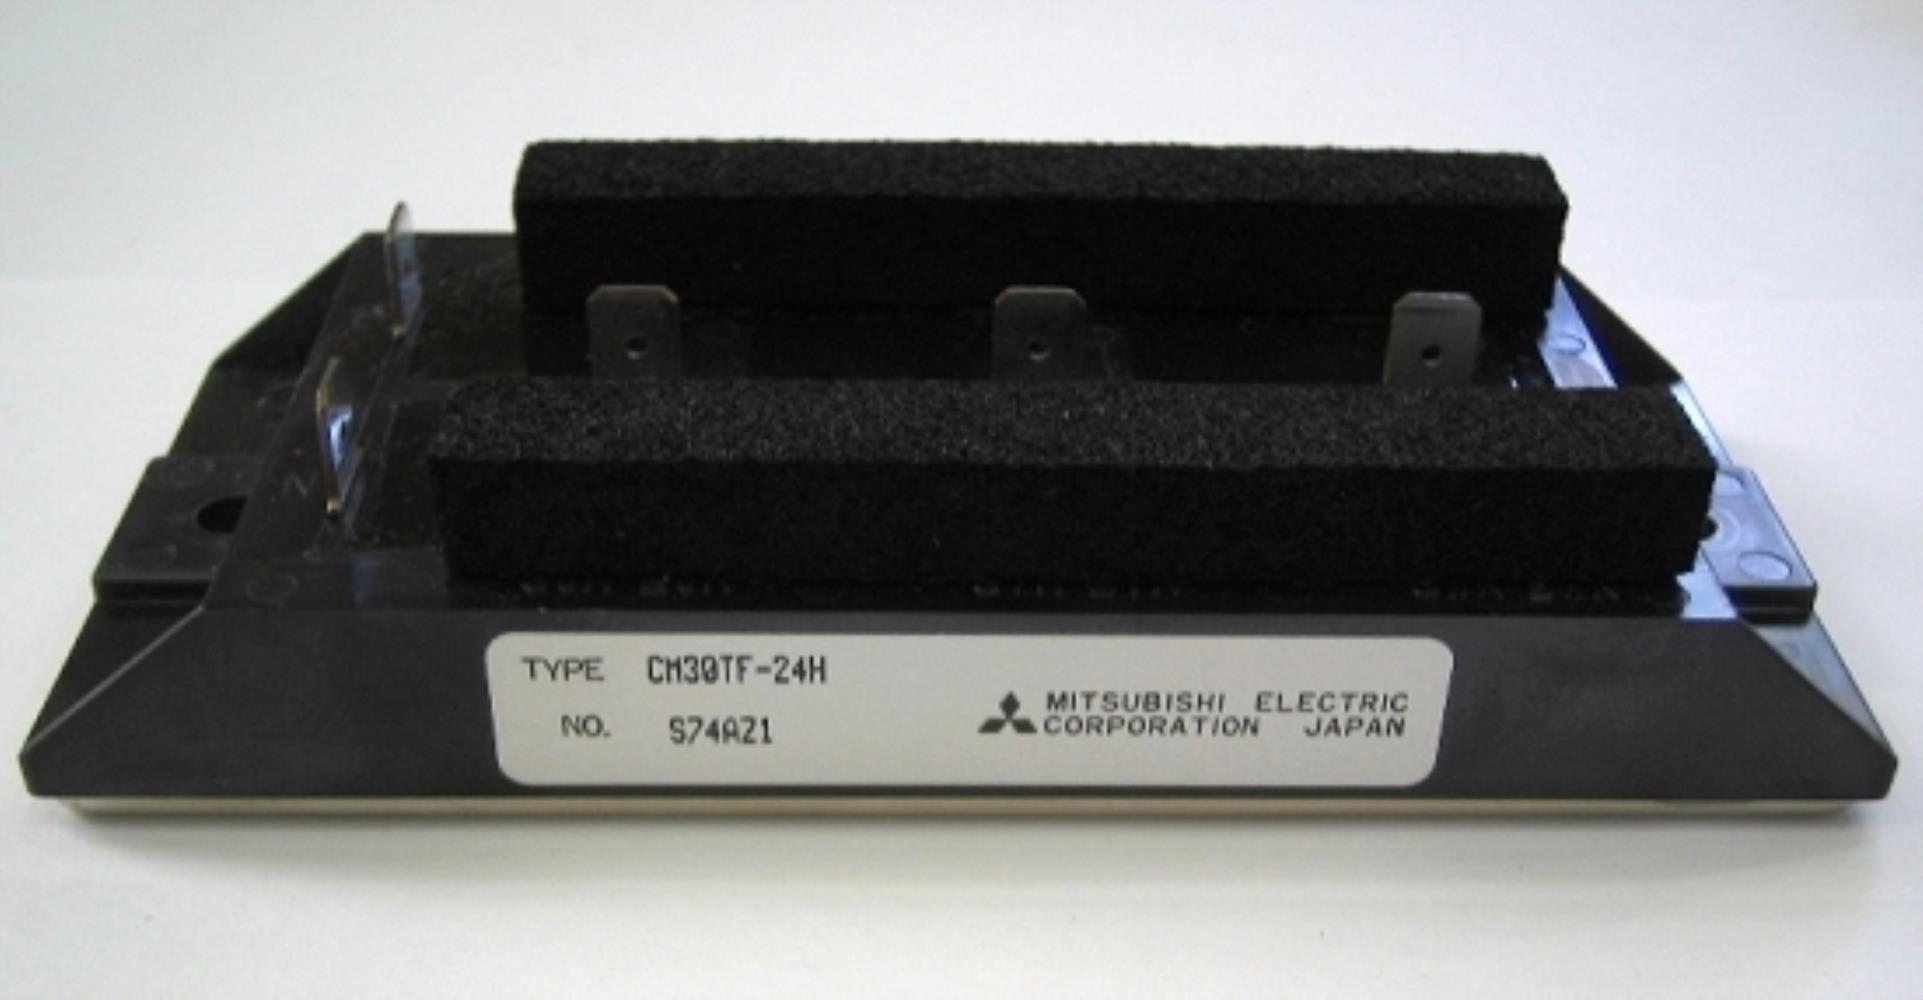 N
TYPE CM30TF-24H
NO. S74AZ1
MITSUBISHI ELECTRIC
CORPORATION JAPAN